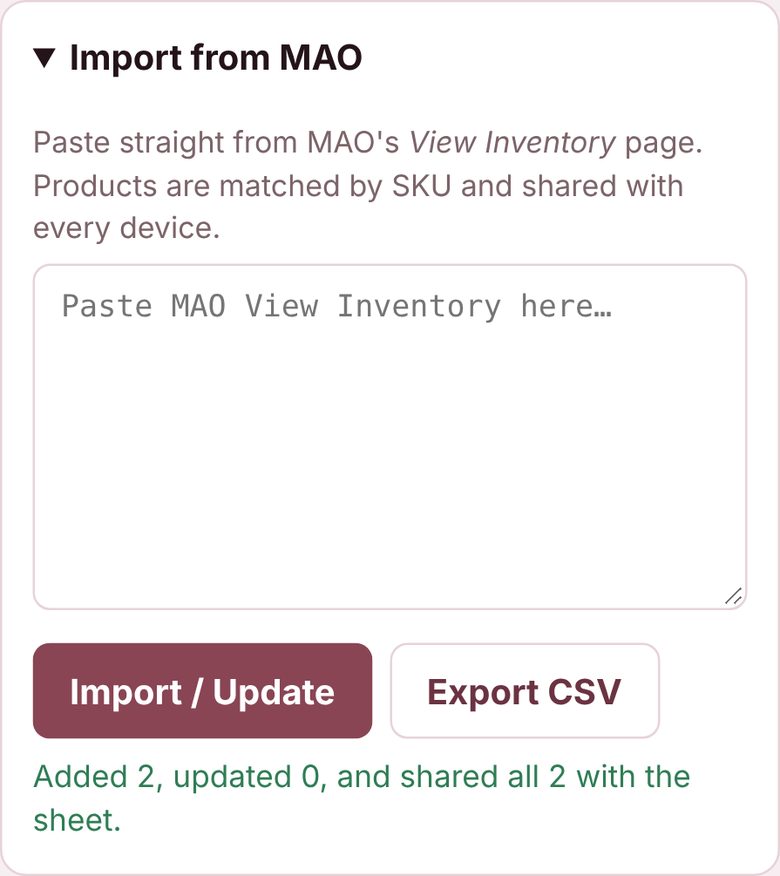 ▼ Import from MAO
Paste straight from MAO's View Inventory page.
Products are matched by SKU and shared with
every device.
Paste MAO View Inventory here…
Import / Update
Export CSV
Added 2, updated 0, and shared all 2 with the
sheet.